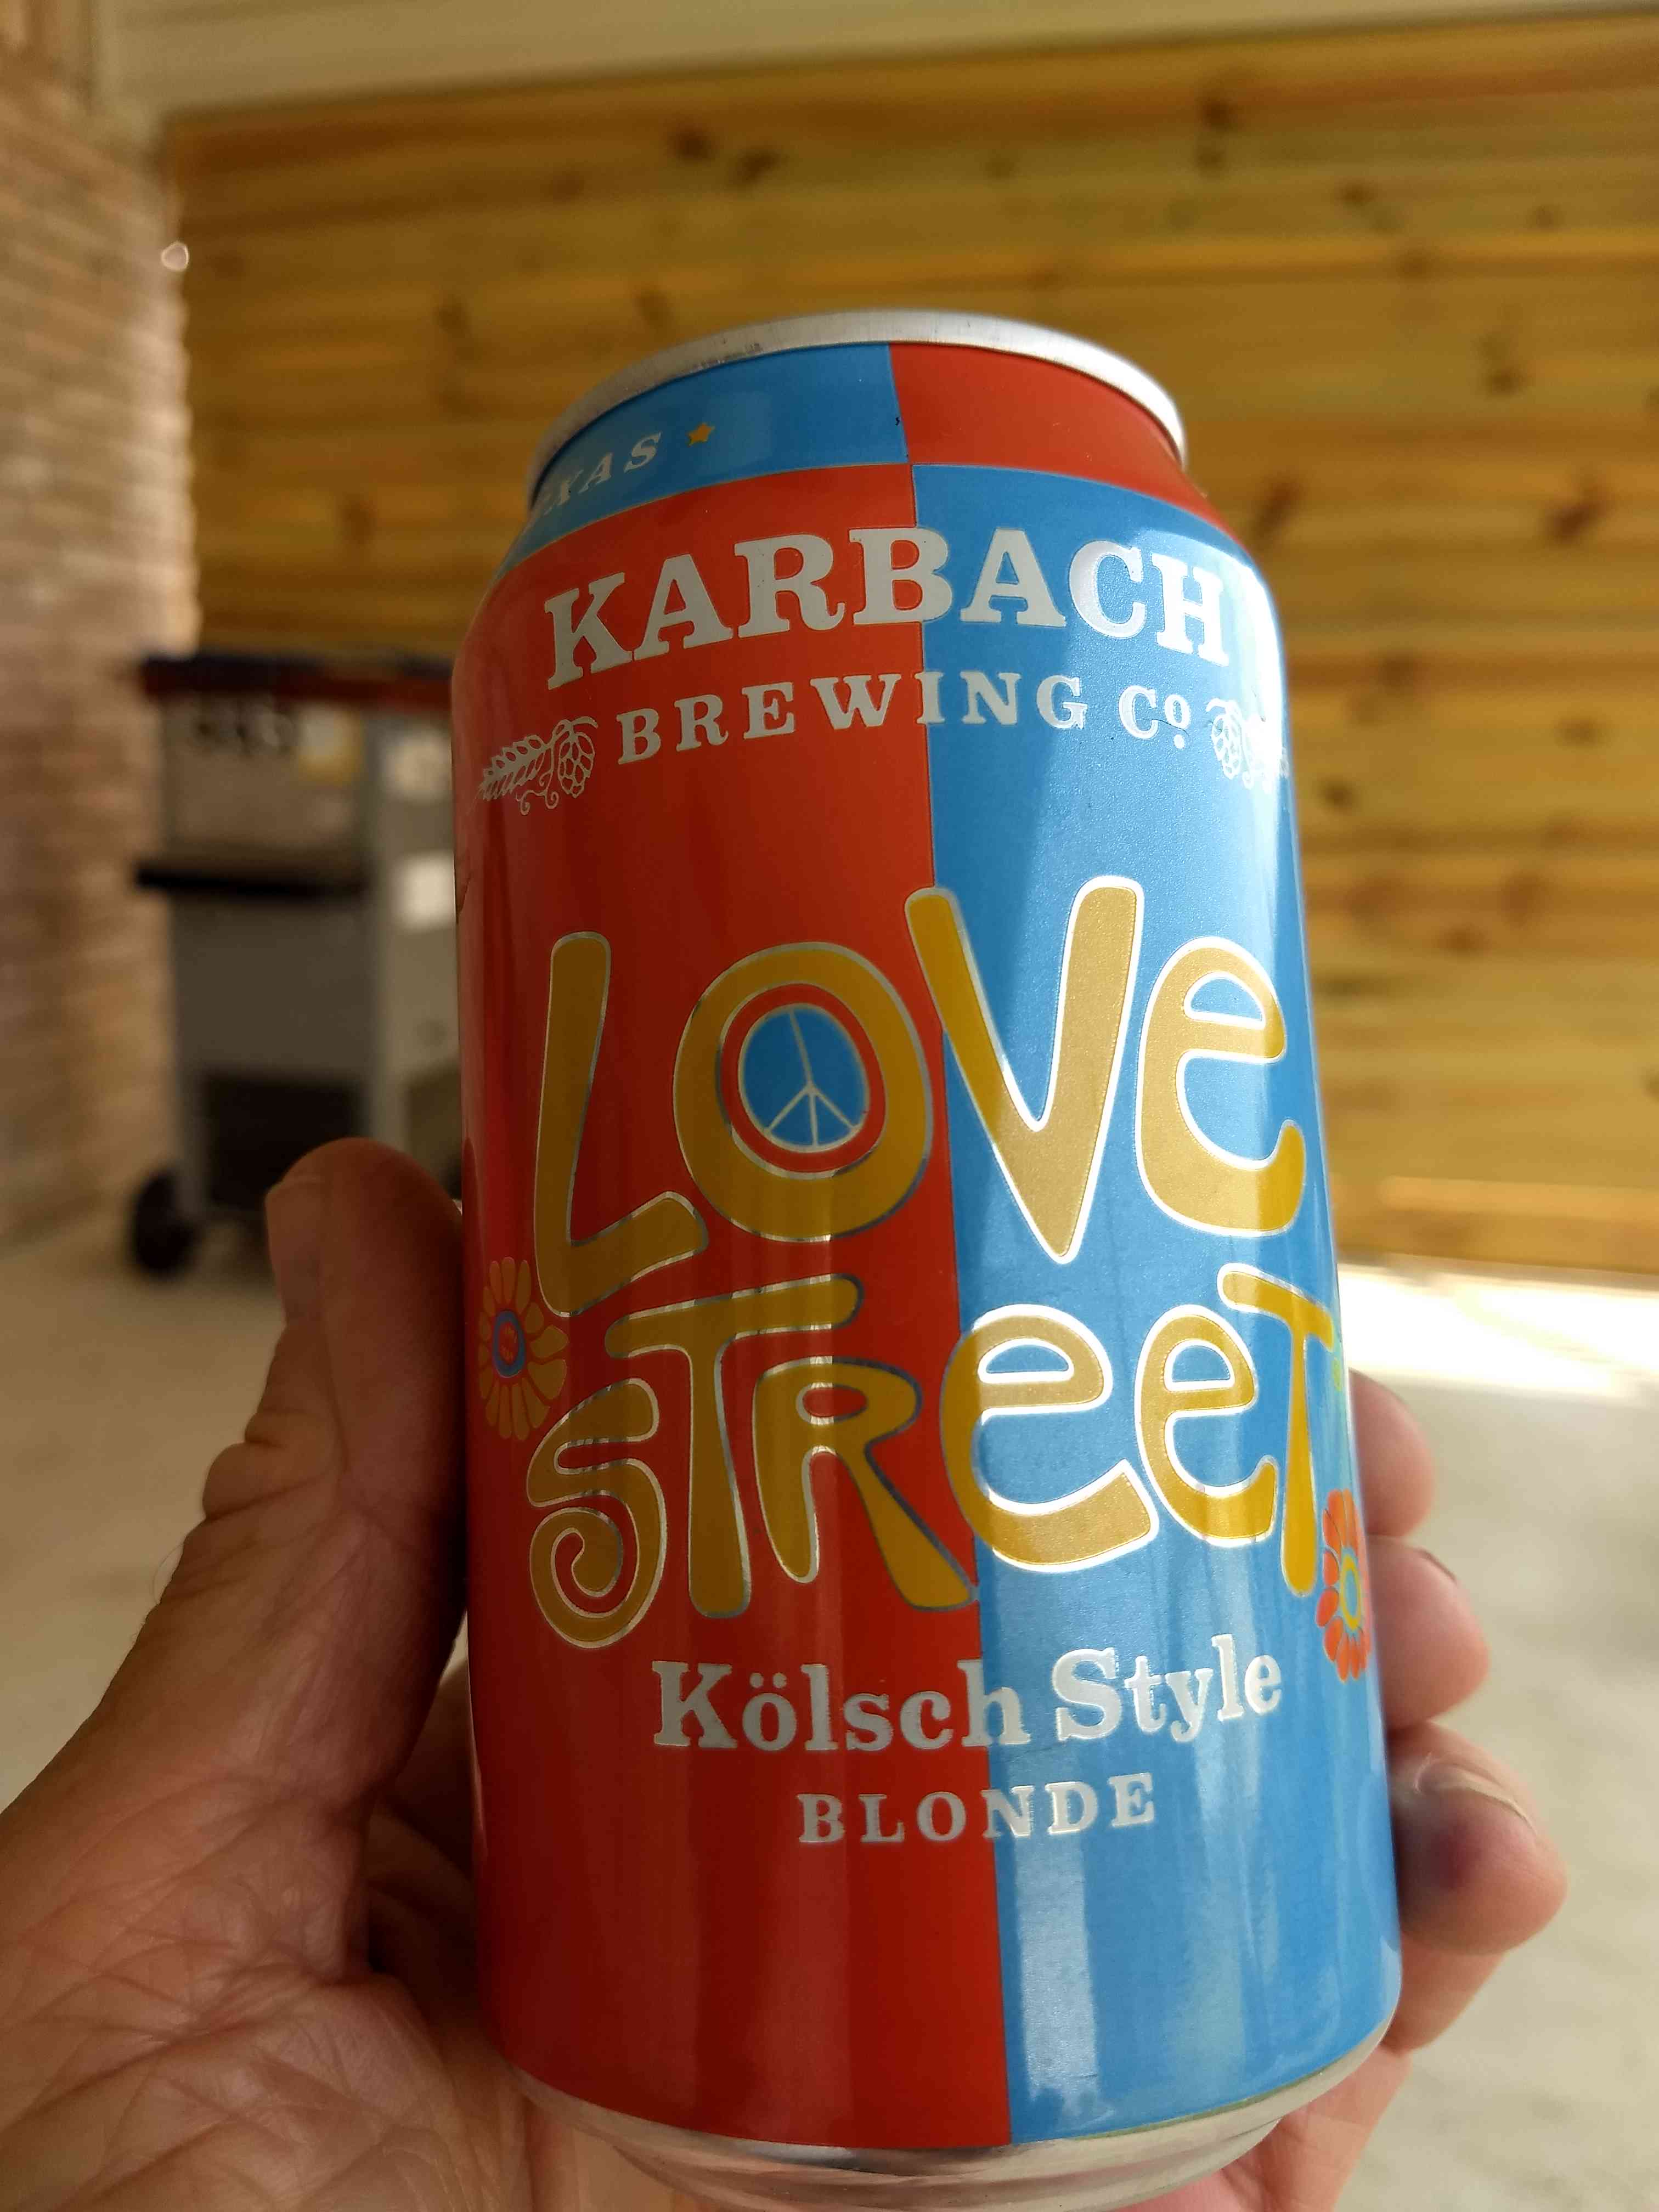 KARBACH
BREWING Cº
LOVE
STREET
Kölsch Style
BLONDE